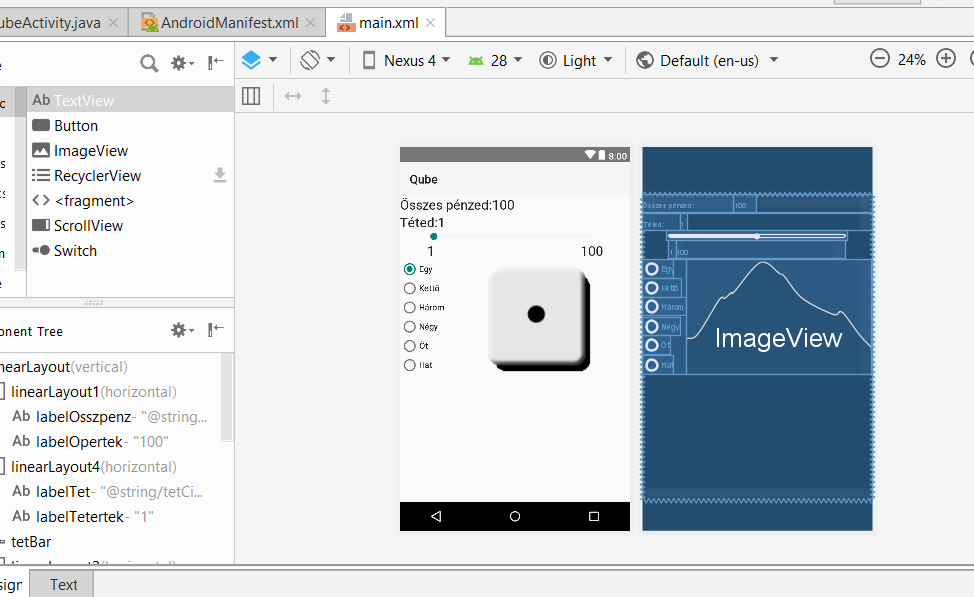 ubeActivity.java AndroidManifest.xml main.xml
Nexus 4 28 Light Default (en-us) 24%
Ab TextView
Button
ImageView
RecyclerView
<fragment>
ScrollView
Switch
onent Tree
nearLayout(vertical)
linearLayout1(horizontal)
Ab labelOsszpenz- "@string...
Ab labelOpertek- "100"
linearLayout4(horizontal)
Ab labelTet- "@string/tetCi...
Ab labelTetertek- "1"
tetBar
sign Text
8:00
Qube
Összes pénzed:100
Téted:1
1 100
Egy
Kettő
Három
Négy
Öt
Hat
Összes pénzed: 100
Téted: 1
1 100
Egy
Kettő
Három
Négy
Öt
Hat
ImageView